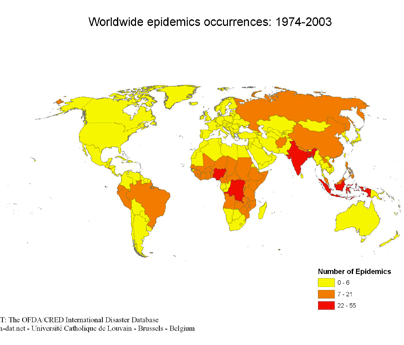 Worldwide epidemics occurrences: 1974-2003
Number of Epidemics
0 - 6
7 - 21
22 - 55
T: The OFDA/CRED International Disaster Database
-dat.net - Université Catholique de Louvain - Brussels - Belgium